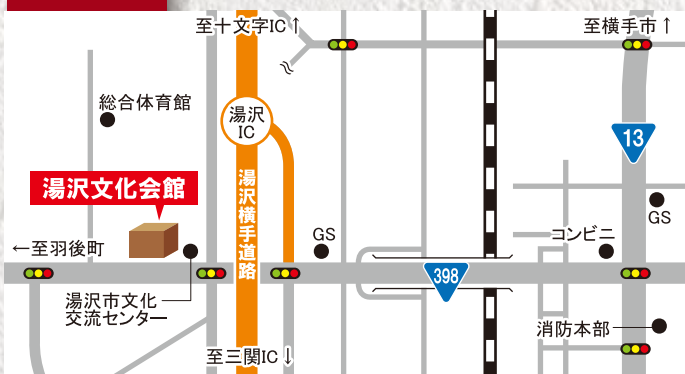 至十文字IC↑
至横手市↑
総合体育館
湯沢
IC
13
湯沢文化会館
湯沢横手道路
GS
GS
コンビニ
←至羽後町
398
湯沢市文化
交流センター
消防本部
至三関IC↓